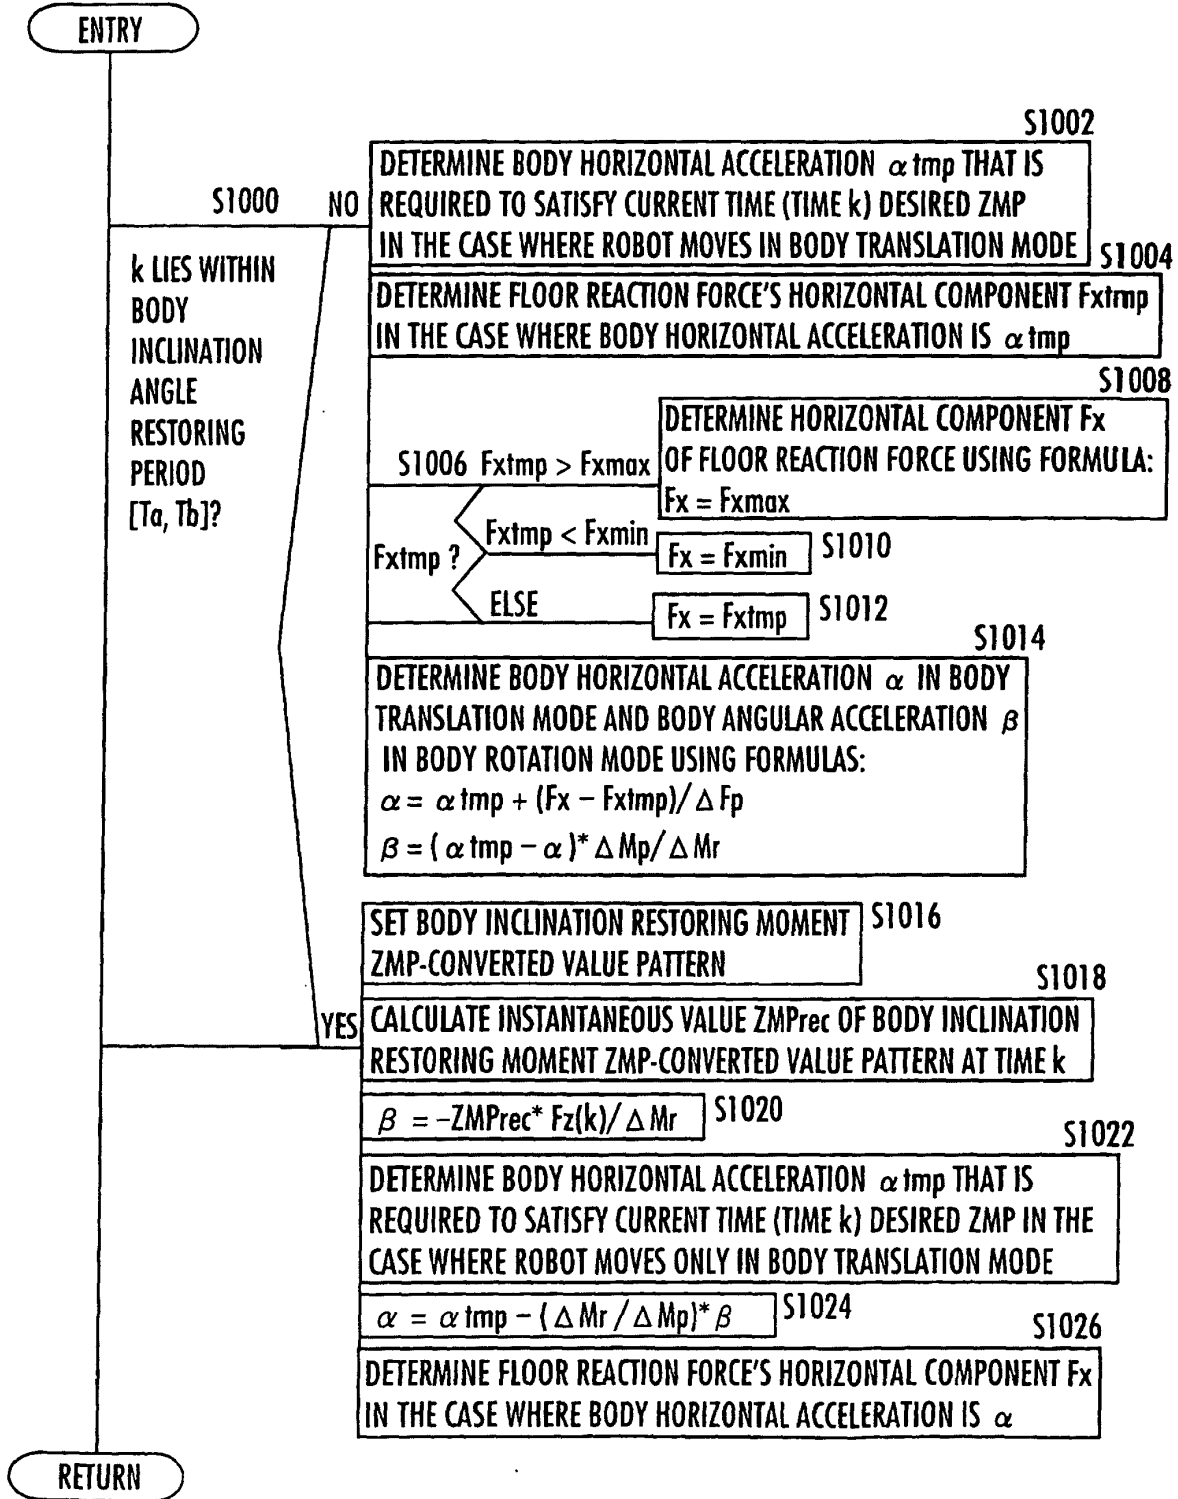 ENTRY
S1000
NO
k LIES WITHIN
BODY
INCLINATION
ANGLE
RESTORING
PERIOD
[Ta, Tb]?
S1002
DETERMINE BODY HORIZONTAL ACCELERATION α tmp THAT IS
REQUIRED TO SATISFY CURRENT TIME (TIME k) DESIRED ZMP
IN THE CASE WHERE ROBOT MOVES IN BODY TRANSLATION MODE
S1004
DETERMINE FLOOR REACTION FORCE'S HORIZONTAL COMPONENT Fxtmp
IN THE CASE WHERE BODY HORIZONTAL ACCELERATION IS α tmp
S1006
Fxtmp ?
Fxtmp > Fxmax
S1008
DETERMINE HORIZONTAL COMPONENT Fx
OF FLOOR REACTION FORCE USING FORMULA:
Fx = Fxmax
Fxtmp < Fxmin
Fx = Fxmin
S1010
ELSE
Fx = Fxtmp
S1012
S1014
DETERMINE BODY HORIZONTAL ACCELERATION α IN BODY
TRANSLATION MODE AND BODY ANGULAR ACCELERATION β
IN BODY ROTATION MODE USING FORMULAS:
α = α tmp + (Fx − Fxtmp)/ Δ Fp
β = ( α tmp − α )* Δ Mp/ Δ Mr
YES
SET BODY INCLINATION RESTORING MOMENT
ZMP-CONVERTED VALUE PATTERN
S1016
S1018
CALCULATE INSTANTANEOUS VALUE ZMPrec OF BODY INCLINATION
RESTORING MOMENT ZMP-CONVERTED VALUE PATTERN AT TIME k
β = −ZMPrec* Fz(k)/ Δ Mr
S1020
S1022
DETERMINE BODY HORIZONTAL ACCELERATION α tmp THAT IS
REQUIRED TO SATISFY CURRENT TIME (TIME k) DESIRED ZMP IN THE
CASE WHERE ROBOT MOVES ONLY IN BODY TRANSLATION MODE
α = α tmp − ( Δ Mr / Δ Mp)* β
S1024
S1026
DETERMINE FLOOR REACTION FORCE'S HORIZONTAL COMPONENT Fx
IN THE CASE WHERE BODY HORIZONTAL ACCELERATION IS α
RETURN